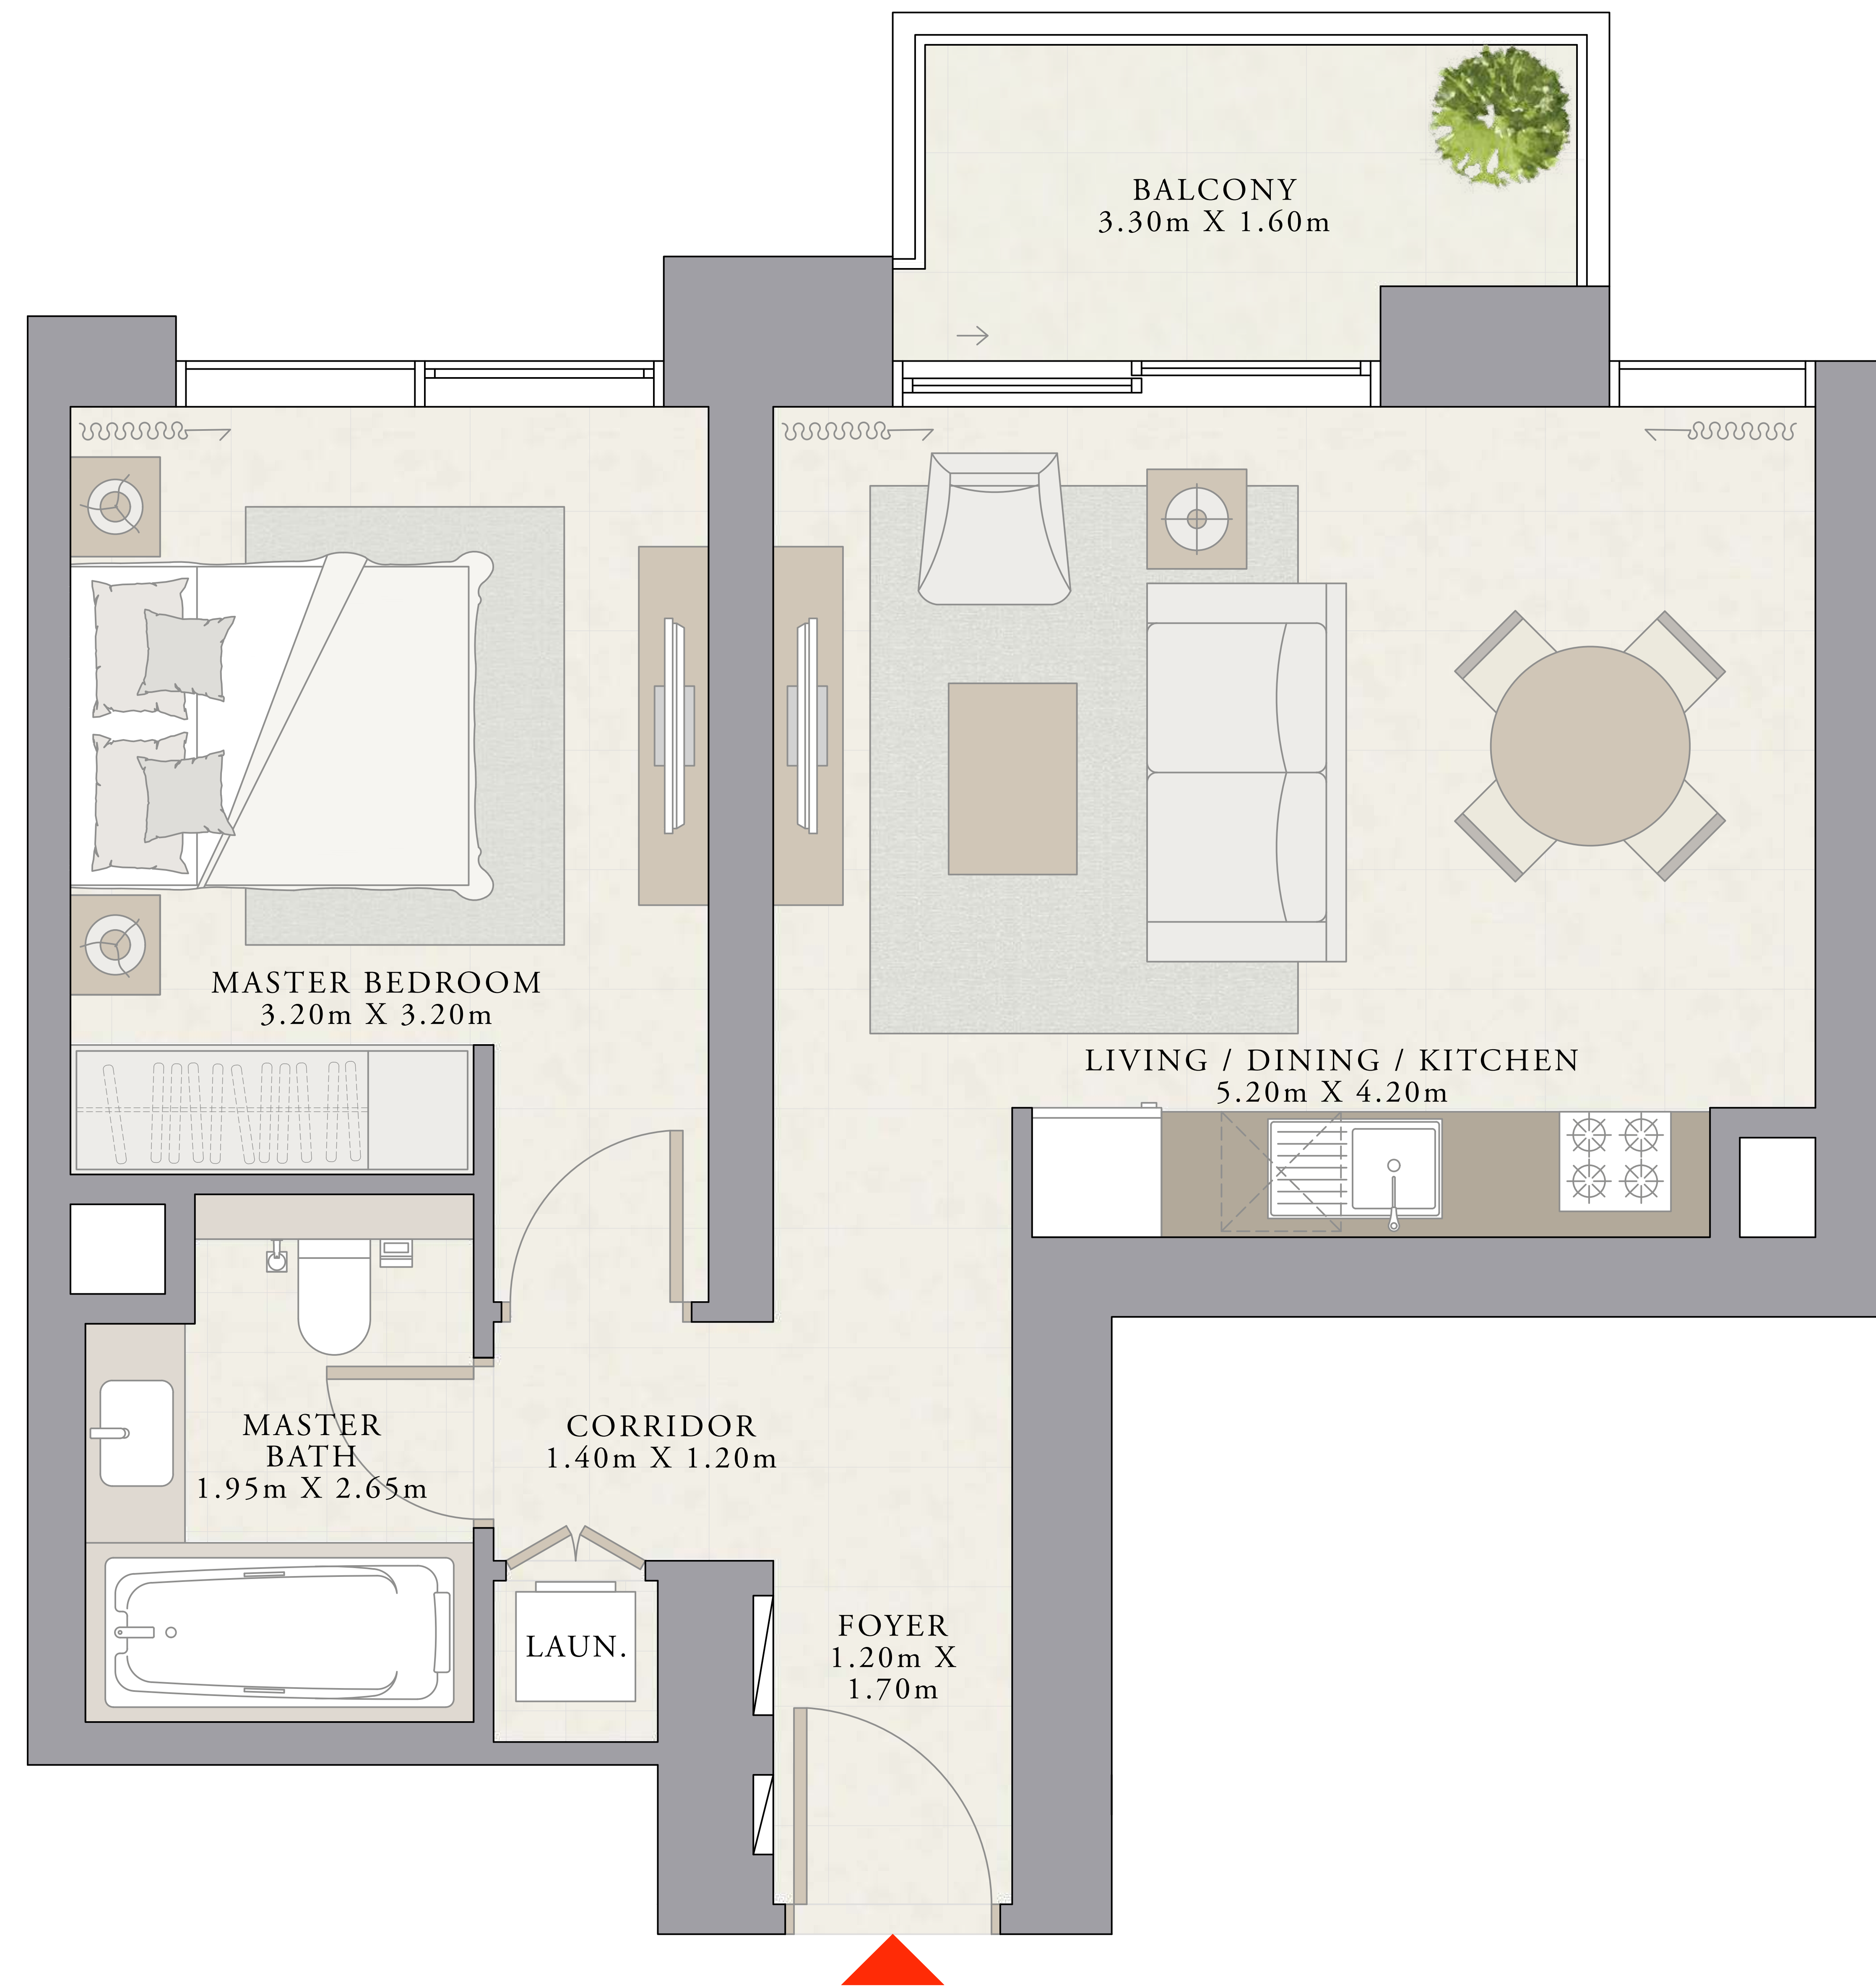 BALCONY
3.30m X 1.60m
MASTER BEDROOM
3.20m X 3.20m
LIVING / DINING / KITCHEN
5.20m X 4.20m
MASTER
BATH
1.95m X 2.65m
CORRIDOR
1.40m X 1.20m
LAUN.
FOYER
1.20m X
1.70m